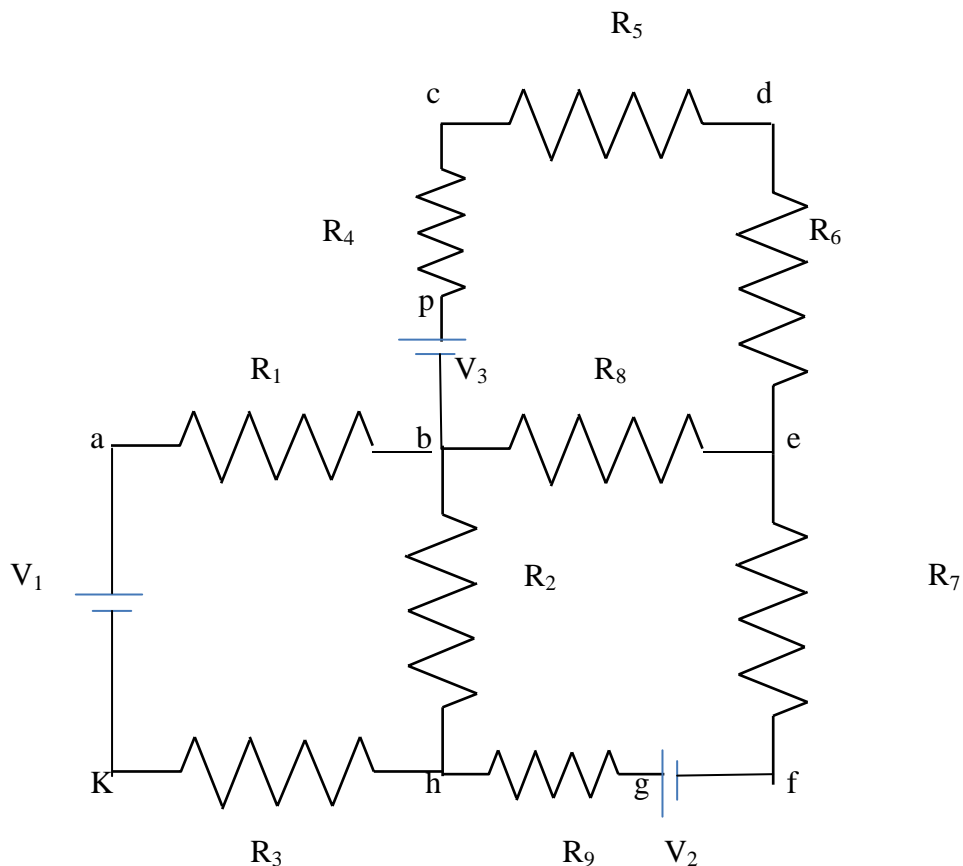 R₅
c d
R₄ R₆
p
R₁ V₃ R₈
a b e
V₁ R₂ R₇
K h g f
R₃ R₉ V₂